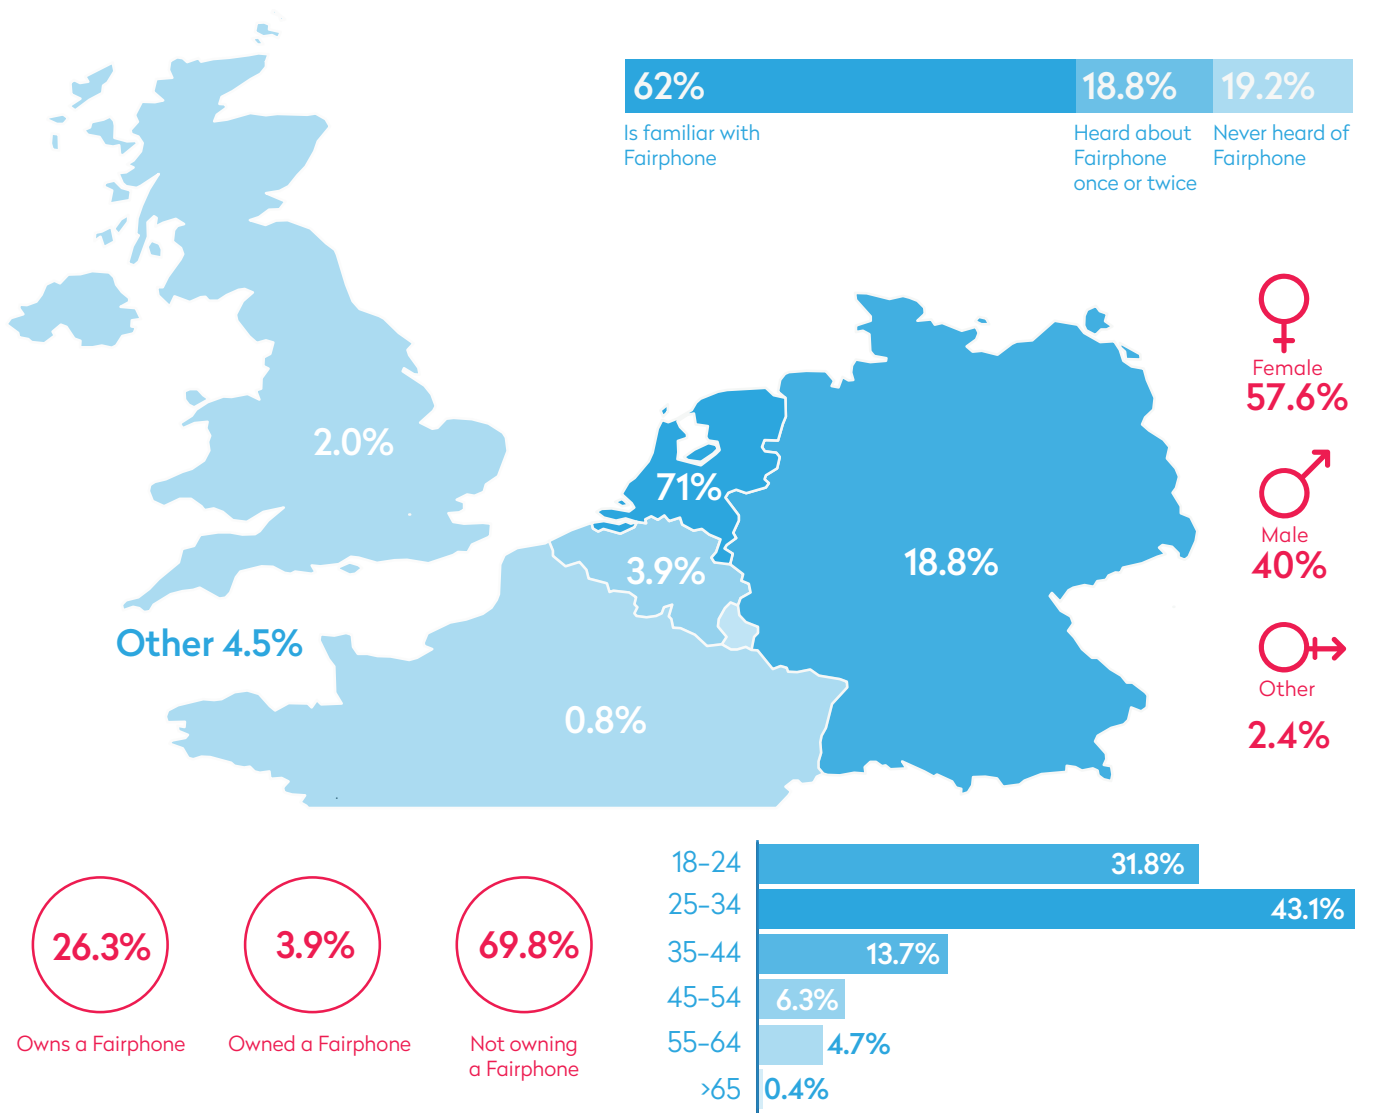 62%
18.8%
19.2%
Is familiar with
Fairphone
Heard about
Fairphone
once or twice
Never heard of
Fairphone
Female
57.6%
2.0%
71%
Male
40%
18.8%
3.9%
Other 4.5%
Other
2.4%
0.8%
26.3%
Owns a Fairphone
3.9%
Owned a Fairphone
69.8%
Not owning
a Fairphone
18-24 31.8%
25-34 43.1%
35-44 13.7%
45-54 6.3%
55-64 4.7%
>65 0.4%